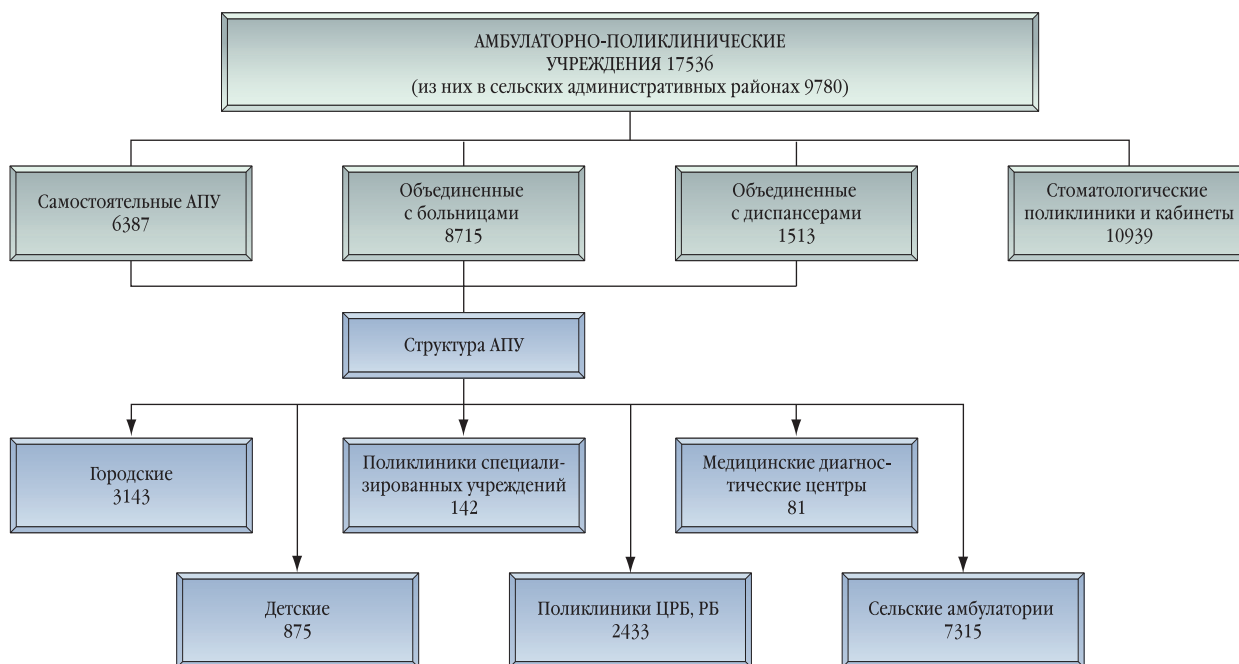 АМБУЛАТОРНО-ПОЛИКЛИНИЧЕСКИЕ
УЧРЕЖДЕНИЯ 17536
(из них в сельских административных районах 9780)
Самостоятельные АПУ
6387
Объединенные
с больницами
8715
Объединенные
с диспансерами
1513
Стоматологические
поликлиники и кабинеты
10939
Структура АПУ
Городские
3143
Поликлиники специали-
зированных учреждений
142
Медицинские диагнос-
тические центры
81
Детские
875
Поликлиники ЦРБ, РБ
2433
Сельские амбулатории
7315